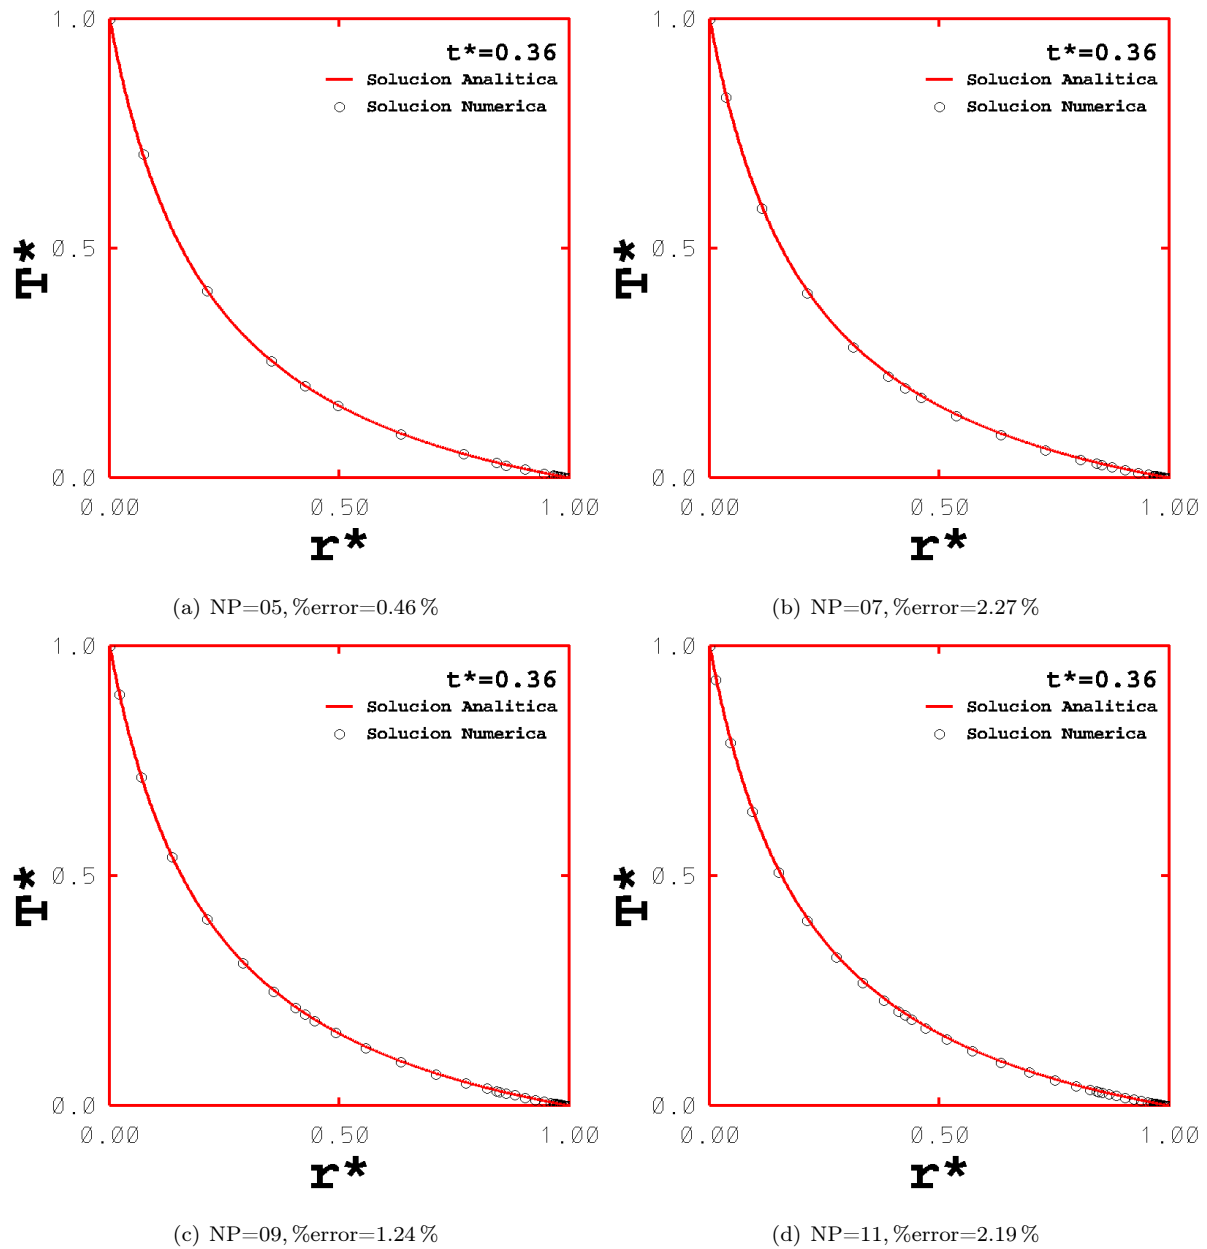 1.0
t*=0.36
Solucion Analitica
Solucion Numerica
T*
0.5
0.0
0.00 0.50 1.00
r*
(a) NP=05, %error=0.46 %
1.0
t*=0.36
Solucion Analitica
Solucion Numerica
T*
0.5
0.0
0.00 0.50 1.00
r*
(b) NP=07, %error=2.27 %
1.0
t*=0.36
Solucion Analitica
Solucion Numerica
T*
0.5
0.0
0.00 0.50 1.00
r*
(c) NP=09, %error=1.24 %
1.0
t*=0.36
Solucion Analitica
Solucion Numerica
T*
0.5
0.0
0.00 0.50 1.00
r*
(d) NP=11, %error=2.19 %